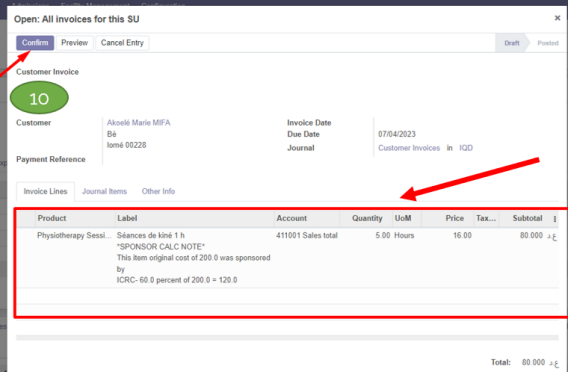 Open: All invoices for this SU ×
Confirm Preview Cancel Entry Draft Posted
Customer Invoice
10
Customer Akoelé Marie MIFA Invoice Date
Bè Due Date 07/04/2023
lomé 00228 Journal Customer Invoices in IQD
Payment Reference
Invoice Lines Journal Items Other Info
Product Label Account Quantity UoM Price Tax... Subtotal
Physiotherapy Sessi... Séances de kiné 1 h 411001 Sales total 5.00 Hours 16.00 80.000 ع.د
*SPONSOR CALC NOTE*
This item original cost of 200.0 was sponsored
by
ICRC- 60.0 percent of 200.0 = 120.0
Total: 80.000 ع.د